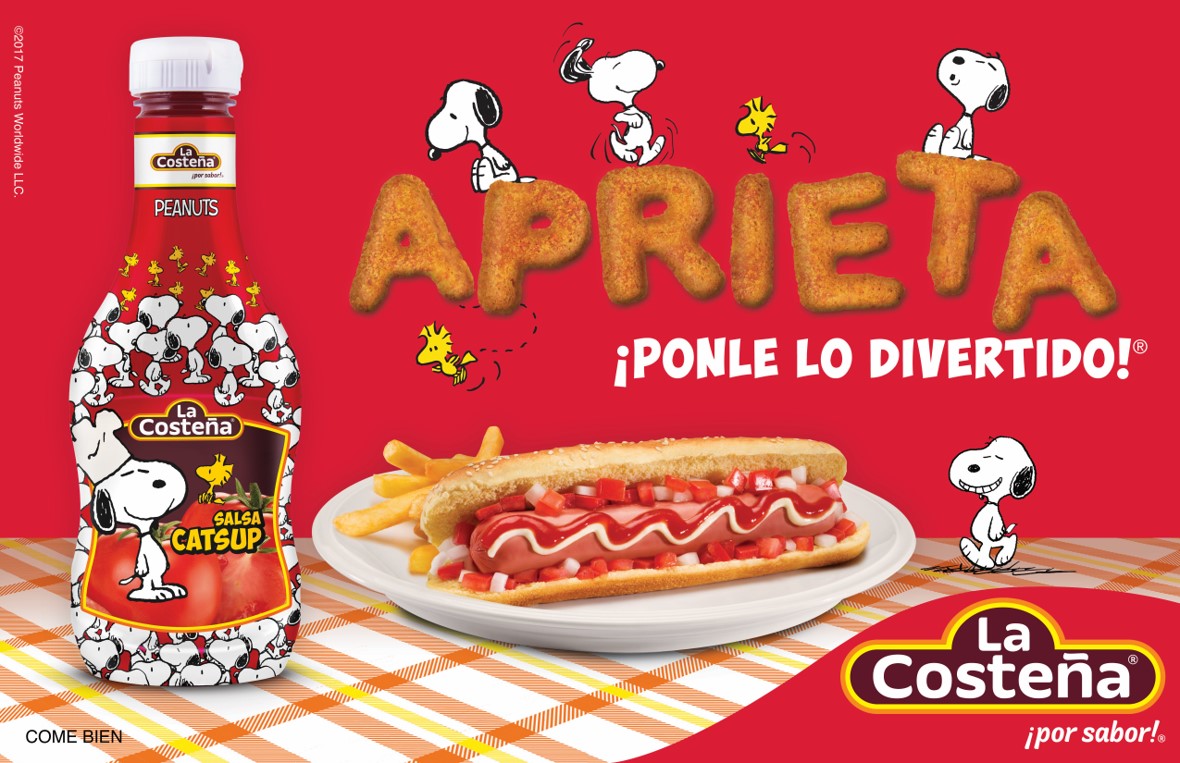 ©2017 Peanuts Worldwide LLC.
La
Costeña®
¡por sabor!®
PEANUTS
La
Costeña®
SALSA
CATSUP
APRIETA
¡PONLE LO DIVERTIDO!®
COME BIEN
La
Costeña®
¡por sabor!®